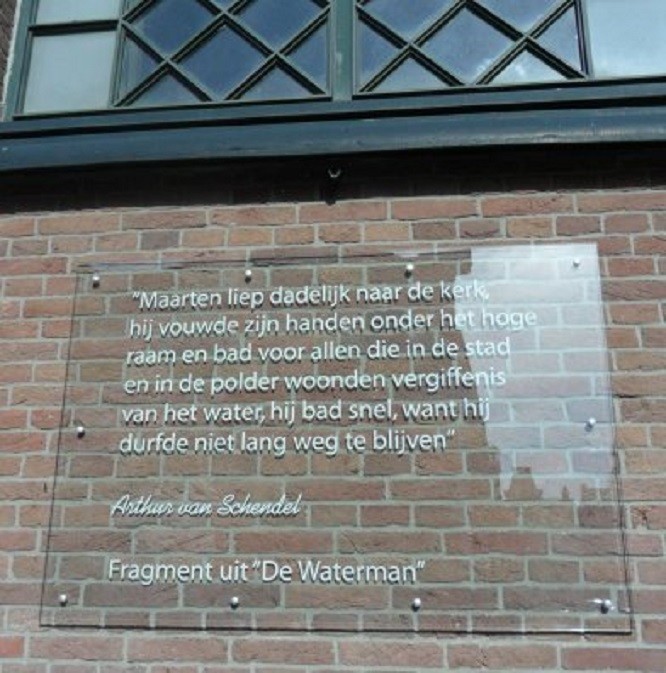 "Maarten liep dadelijk naar de kerk,
hij vouwde zijn handen onder het hoge
raam en bad voor allen die in de stad
en in de polder woonden vergiffenis
van het water, hij bad snel, want hij
durfde niet lang weg te blijven"
Arthur van Schendel
Fragment uit "De Waterman"